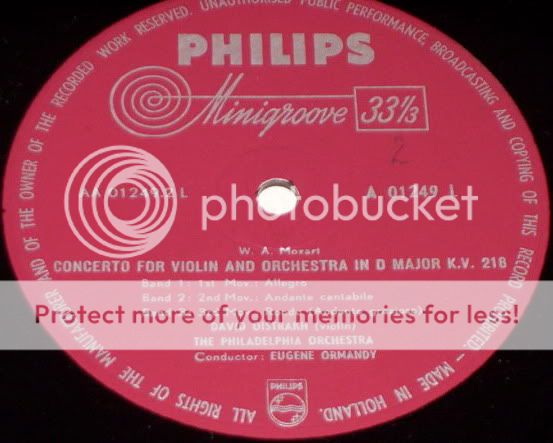 ALL RIGHTS OF THE MANUFACTURER AND OF THE OWNER OF THE RECORDED WORK RESERVED. UNAUTHORISED PUBLIC PERFORMANCE, BROADCASTING AND COPYING OF THIS RECORD PROHIBITED – MADE IN HOLLAND.
PHILIPS
Minigroove 33⅓
2
AA 01249.2 L
A 01249 L
photobucket
W. A. Mozart
CONCERTO FOR VIOLIN AND ORCHESTRA IN D MAJOR K.V. 218
Band 1: 1st Mov.: Allegro
Band 2: 2nd Mov.: Andante cantabile
Protect more of your memories for less!
DAVID OISTRAKH (violin)
THE PHILADELPHIA ORCHESTRA
Conductor: EUGENE ORMANDY
PHILIPS